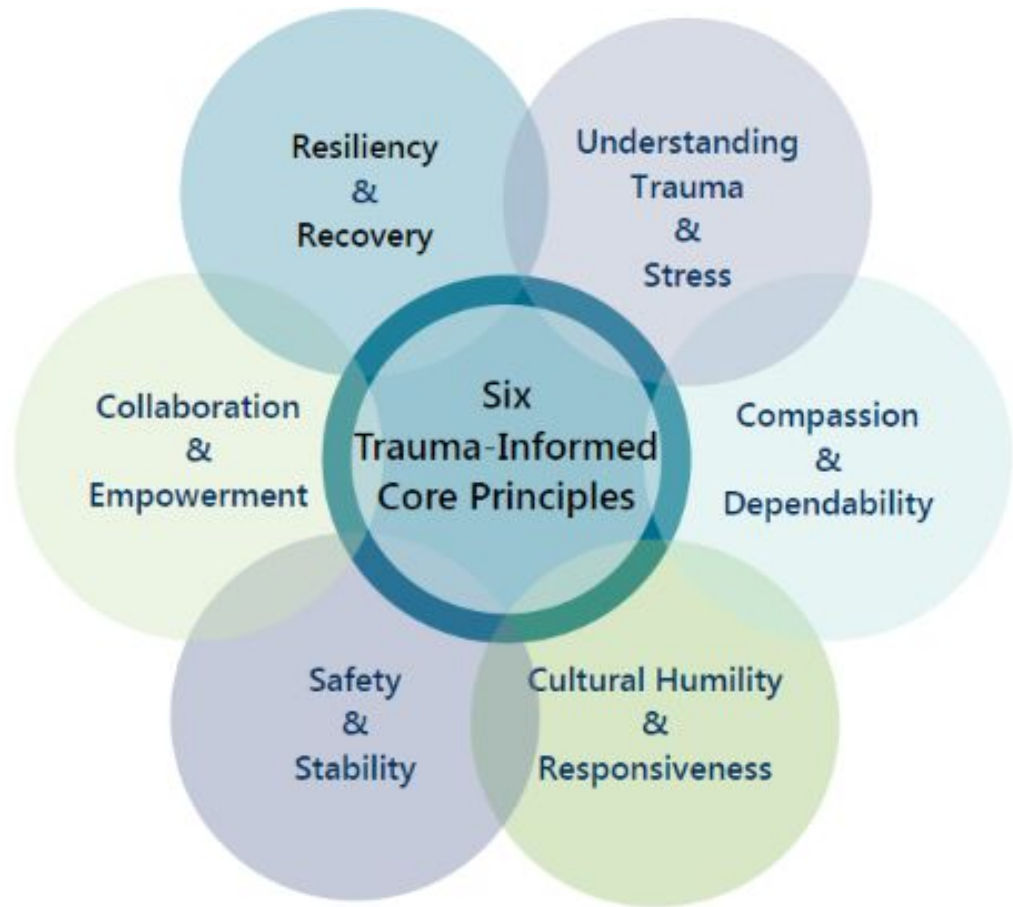 Resiliency
&
Recovery
Understanding
Trauma
&
Stress
Collaboration
&
Empowerment
Six
Trauma-Informed
Core Principles
Compassion
&
Dependability
Safety
&
Stability
Cultural Humility
&
Responsiveness